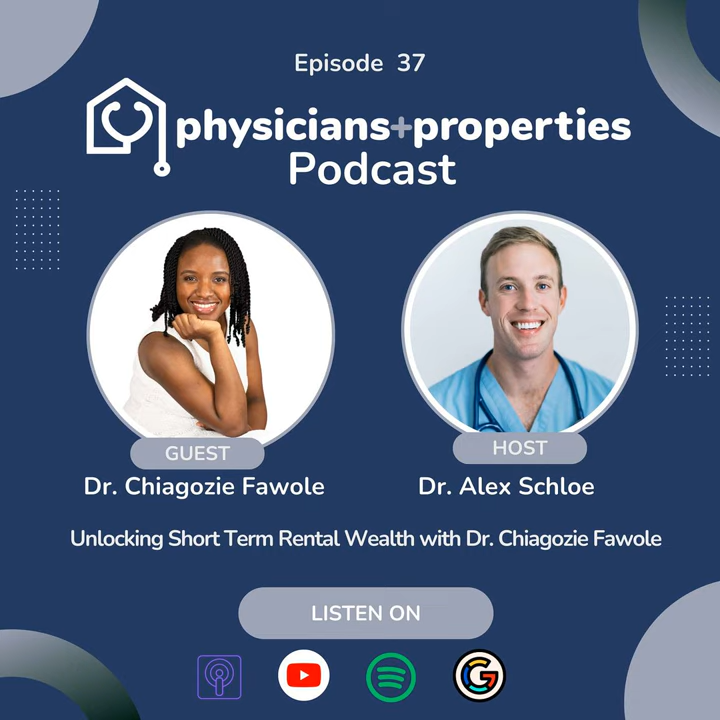 Episode 37
physicians+properties
Podcast
GUEST
HOST
Dr. Chiagozie Fawole
Dr. Alex Schloe
Unlocking Short Term Rental Wealth with Dr. Chiagozie Fawole
LISTEN ON
G